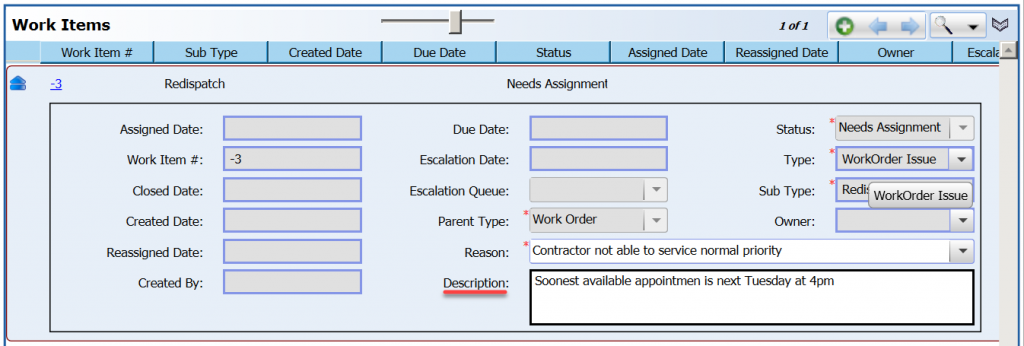 Work Items 1 of 1
Work Item # Sub Type Created Date Due Date Status Assigned Date Reassigned Date Owner Escala
-3 Redispatch Needs Assignment
Assigned Date: Due Date: Status: * Needs Assignment
Work Item #: -3 Escalation Date: Type: * WorkOrder Issue
Closed Date: Escalation Queue: Sub Type: * Redis WorkOrder Issue
Created Date: Parent Type: * Work Order Owner:
Reassigned Date: Reason: * Contractor not able to service normal priority
Created By: Description: Soonest available appointmen is next Tuesday at 4pm